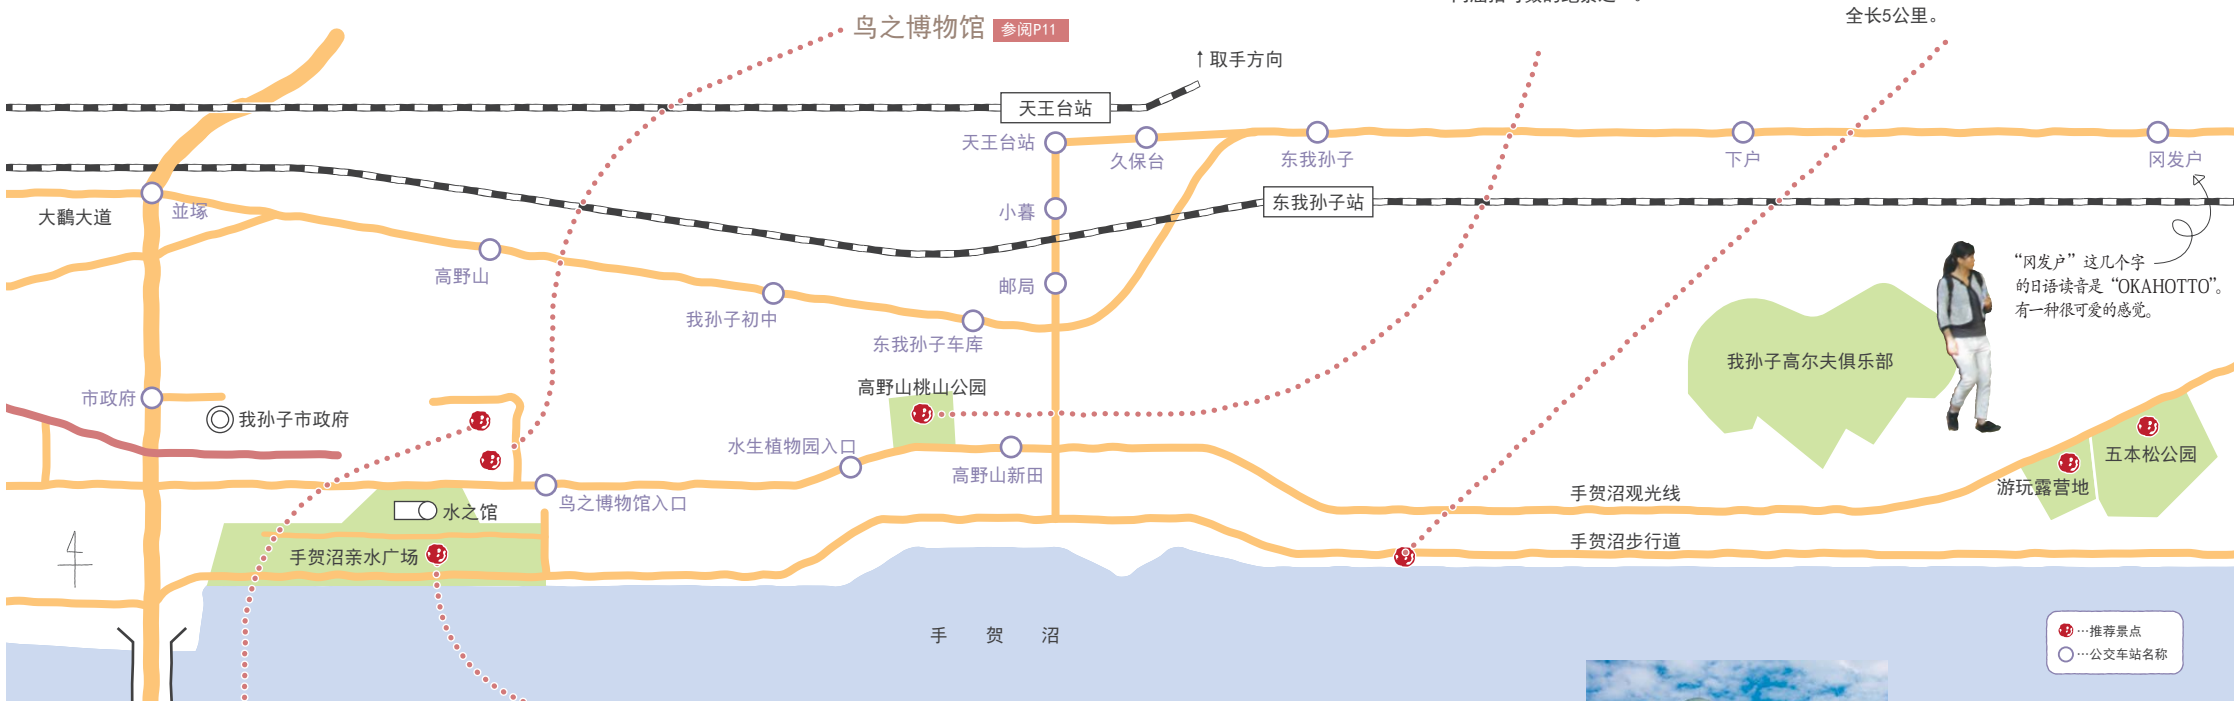 全长5公里。
鸟之博物馆 参阅P11
↑取手方向
天王台站
天王台站
久保台
东我孙子
下户
冈发户
大鸛大道
並塚
小暮
东我孙子站
高野山
邮局
我孙子初中
东我孙子车库
“冈发户”这几个字
的日语读音是“OKAHOTTO”。
有一种很可爱的感觉。
我孙子高尔夫俱乐部
市政府
我孙子市政府
高野山桃山公园
水生植物园入口
高野山新田
五本松公园
游玩露营地
鸟之博物馆入口
水之馆
手贺沼观光线
手贺沼亲水广场
手贺沼步行道
手贺沼
…推荐景点
…公交车站名称